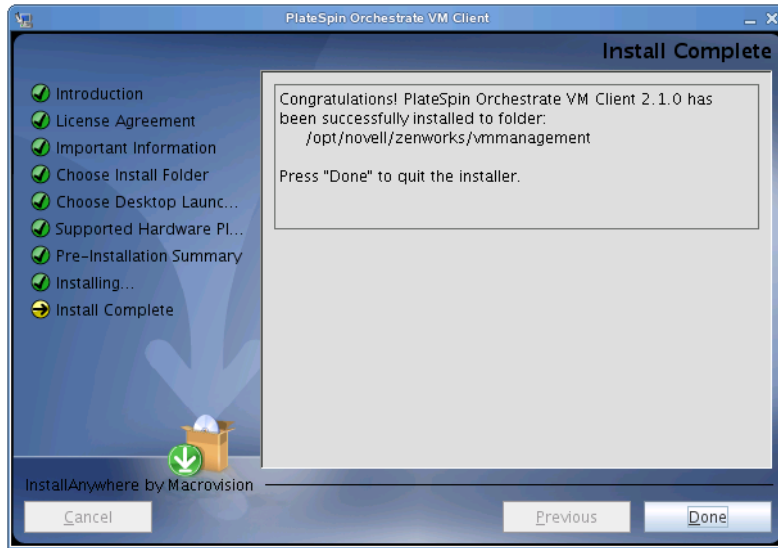 PlateSpin Orchestrate VM Client
Install Complete
Introduction
License Agreement
Important Information
Choose Install Folder
Choose Desktop Launc...
Supported Hardware Pl...
Pre-Installation Summary
Installing...
Install Complete
Congratulations! PlateSpin Orchestrate VM Client 2.1.0 has
been successfully installed to folder:
/opt/novell/zenworks/vmmanagement
Press "Done" to quit the installer.
InstallAnywhere by Macrovision
Cancel
Previous
Done